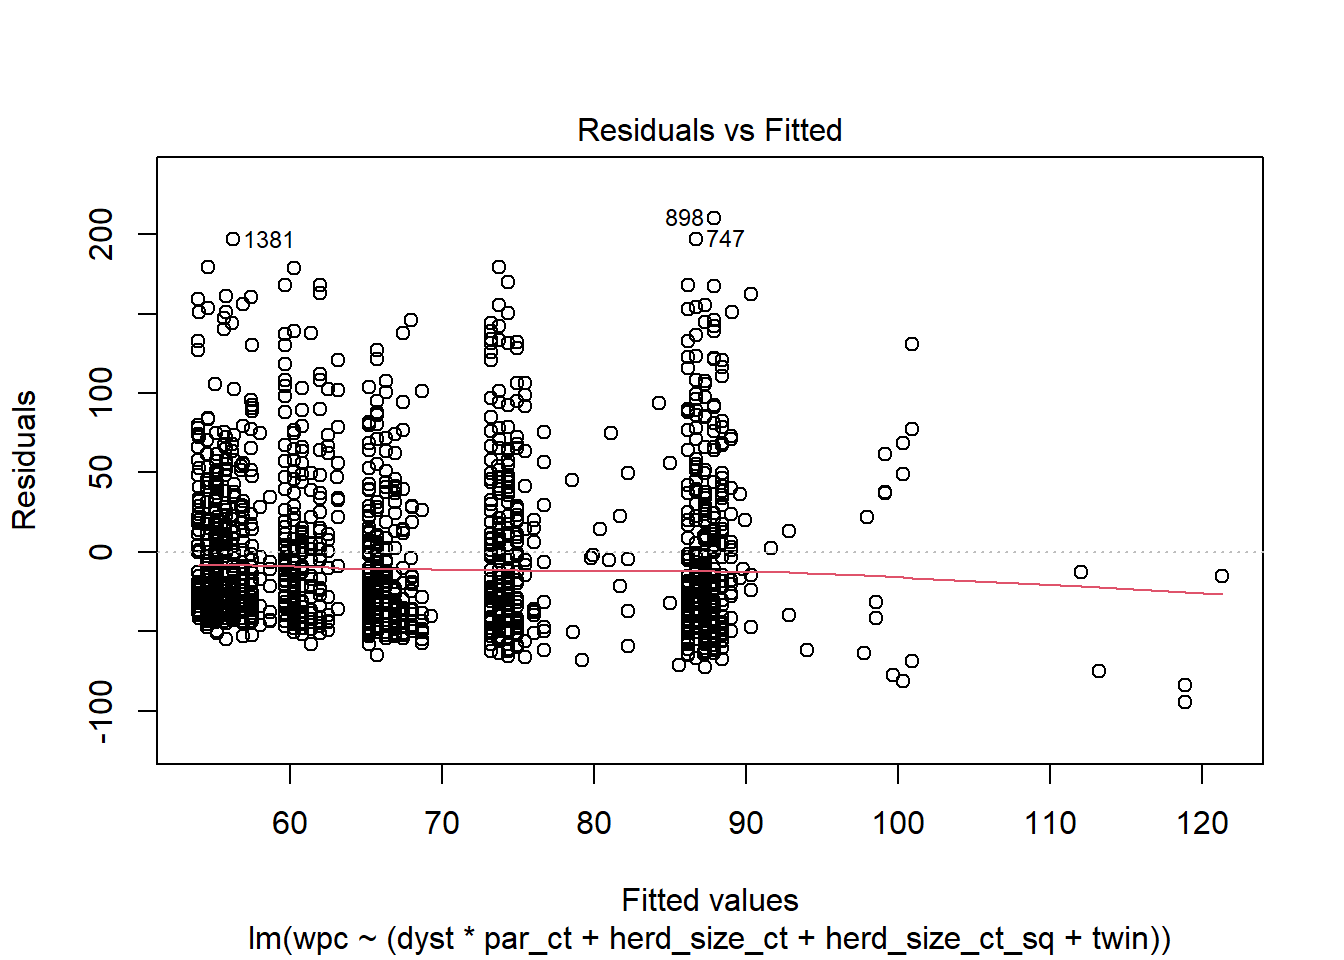 Residuals vs Fitted
Residuals
200
100
50
0
-100
898
747
1381
60 70 80 90 100 110 120
Fitted values
lm(wpc ~ (dyst * par_ct + herd_size_ct + herd_size_ct_sq + twin))